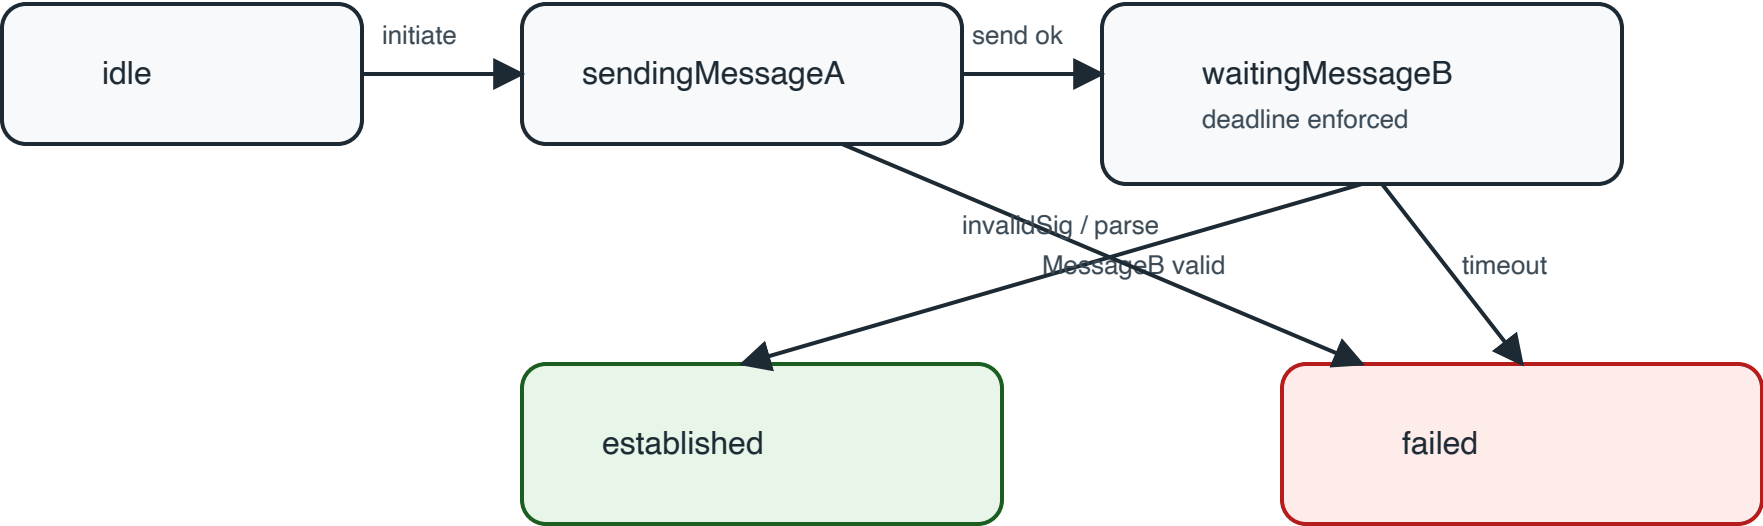 idle
initiate
sendingMessageA
send ok
waitingMessageB
deadline enforced
invalidSig / parse
MessageB valid
timeout
established
failed